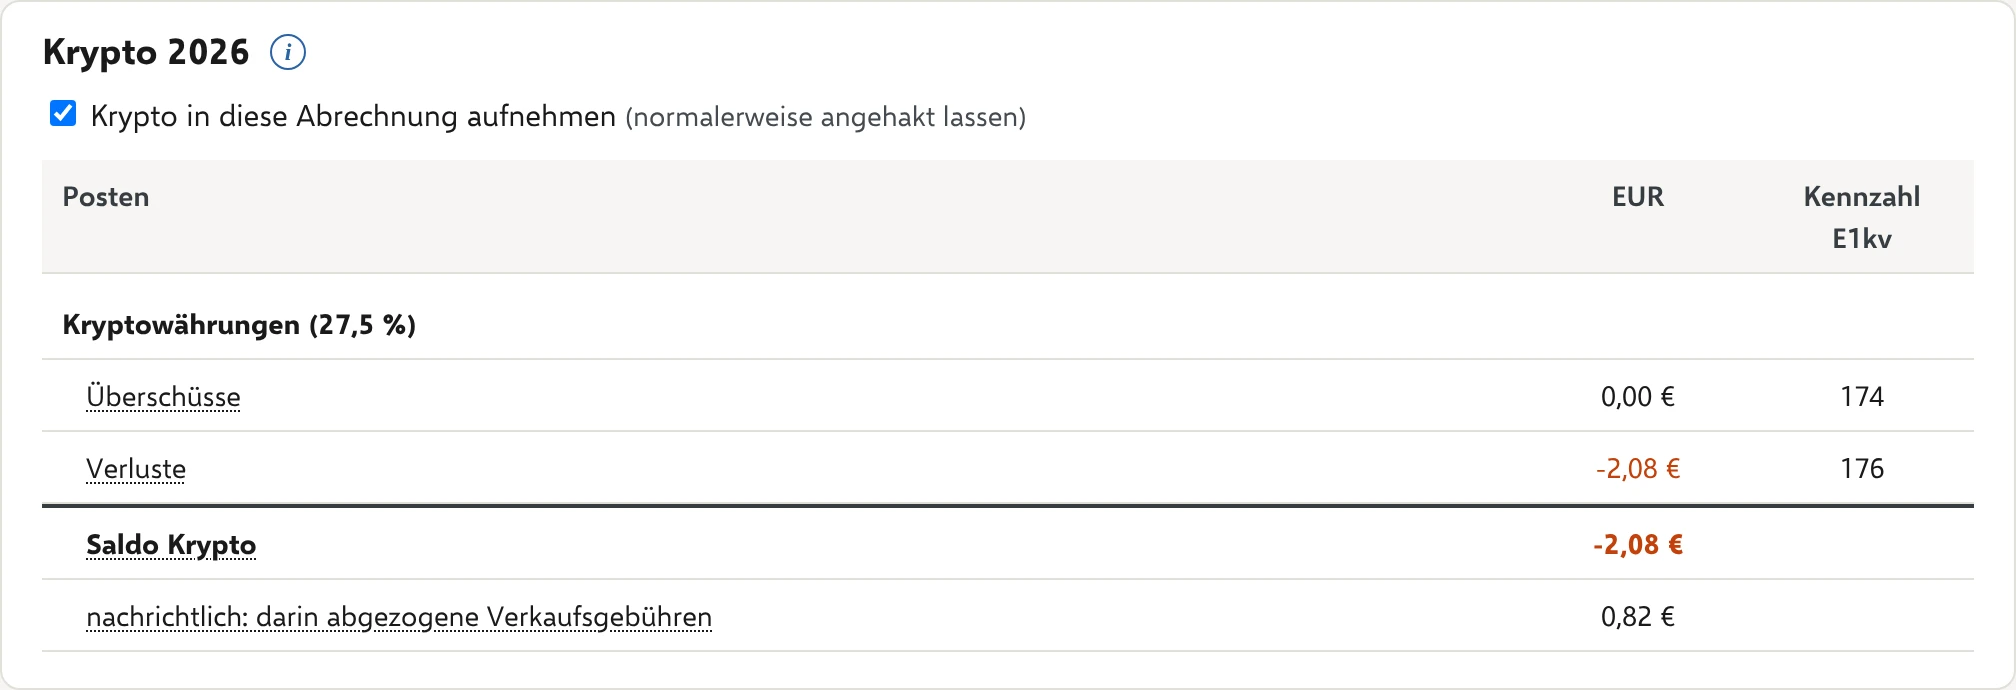 Krypto 2026 i
Krypto in diese Abrechnung aufnehmen (normalerweise angehakt lassen)
Posten EUR Kennzahl E1kv
Kryptowährungen (27,5 %)
Überschüsse 0,00 € 174
Verluste -2,08 € 176
Saldo Krypto -2,08 €
nachrichtlich: darin abgezogene Verkaufsgebühren 0,82 €